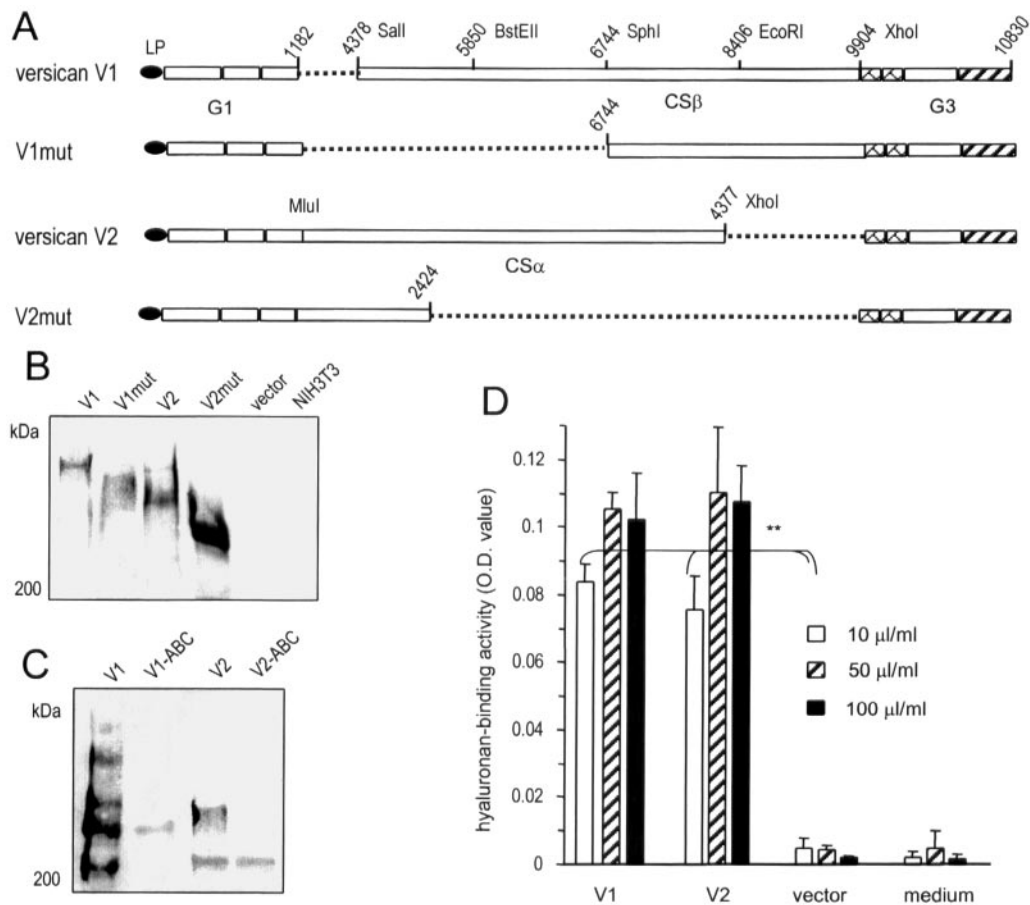 A
LP
1182
4378
SalI
5850
BstEII
6744
SphI
8406
EcoRI
9904
XhoI
10830
versican V1
G1
CSβ
G3
6744
V1mut
MluI
4377
XhoI
versican V2
CSα
2424
V2mut
B
V1
V1mut
V2
V2mut
vector
NIH3T3
kDa
200
C
V1
V1-ABC
V2
V2-ABC
kDa
200
D
hyaluronan-binding activity (O.D. value)
0.12
0.1
0.08
0.06
0.04
0.02
0
**
10 µl/ml
50 µl/ml
100 µl/ml
V1
V2
vector
medium